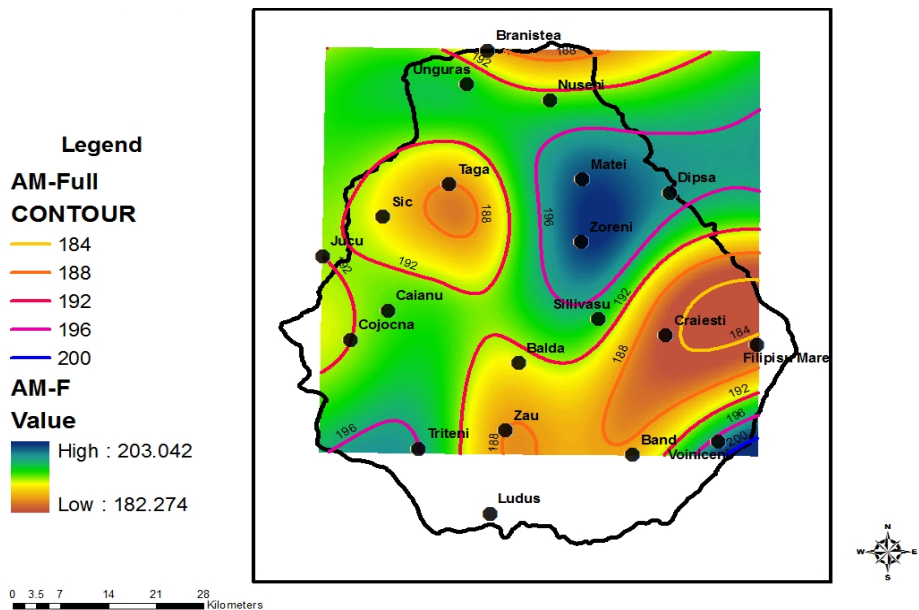 Legend
AM-Full
CONTOUR
184
188
192
196
200
AM-F
Value
High : 203.042
Low : 182.274
0 3.5 7 14 21 28
Kilometers
Branistea
192
188
Unguras
Nuseni
Taga
Matei
Dipsa
Sic
188
196
Zoreni
Jucu
192
192
Caianu
Sillivasu
192
Cojocna
Craiesti
184
Balda
188
Filipisu Mare
192
Zau
196
196
Triteni
188
Band
200
Voiniceni
Ludus
N
W E
S